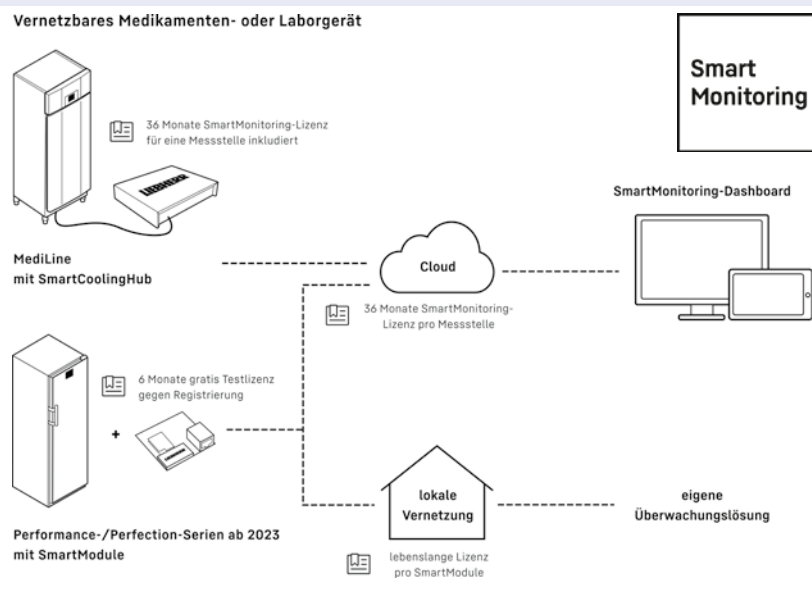 Vernetzbares Medikamenten- oder Laborgerät
Smart
Monitoring
36 Monate SmartMonitoring-Lizenz
für eine Messstelle inkludiert
LIEBHERR
SmartMonitoring-Dashboard
MediLine
mit SmartCoolingHub
Cloud
36 Monate SmartMonitoring-
Lizenz pro Messstelle
6 Monate gratis Testlizenz
gegen Registrierung
+
LIEBHERR
lokale
Vernetzung
eigene
Überwachungslösung
Performance-/Perfection-Serien ab 2023
mit SmartModule
lebenslange Lizenz
pro SmartModule